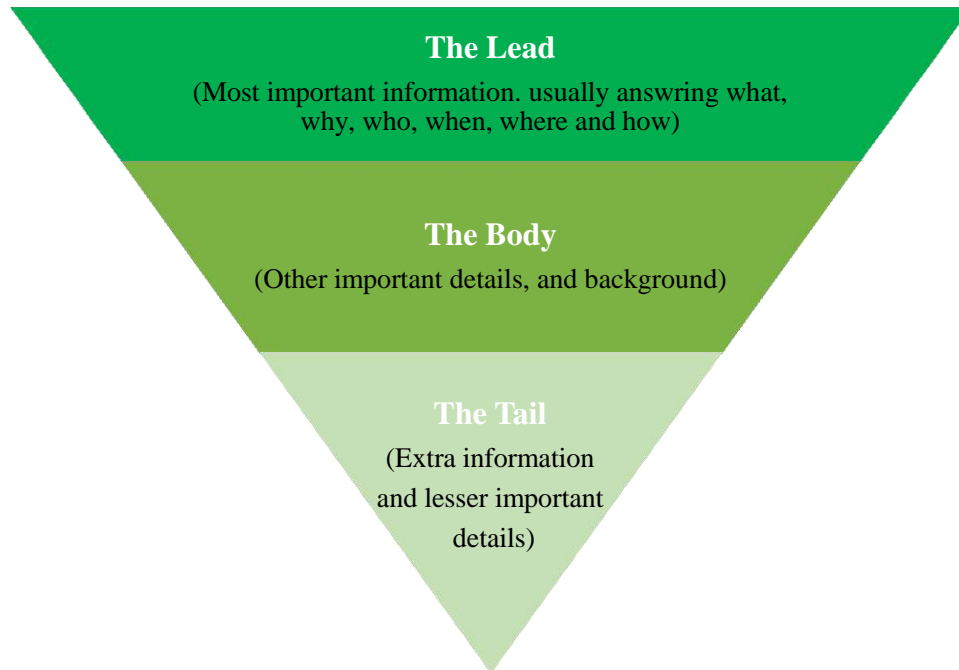 The Lead
(Most important information. usually answring what,
why, who, when, where and how)
The Body
(Other important details, and background)
The Tail
(Extra information
and lesser important
details)